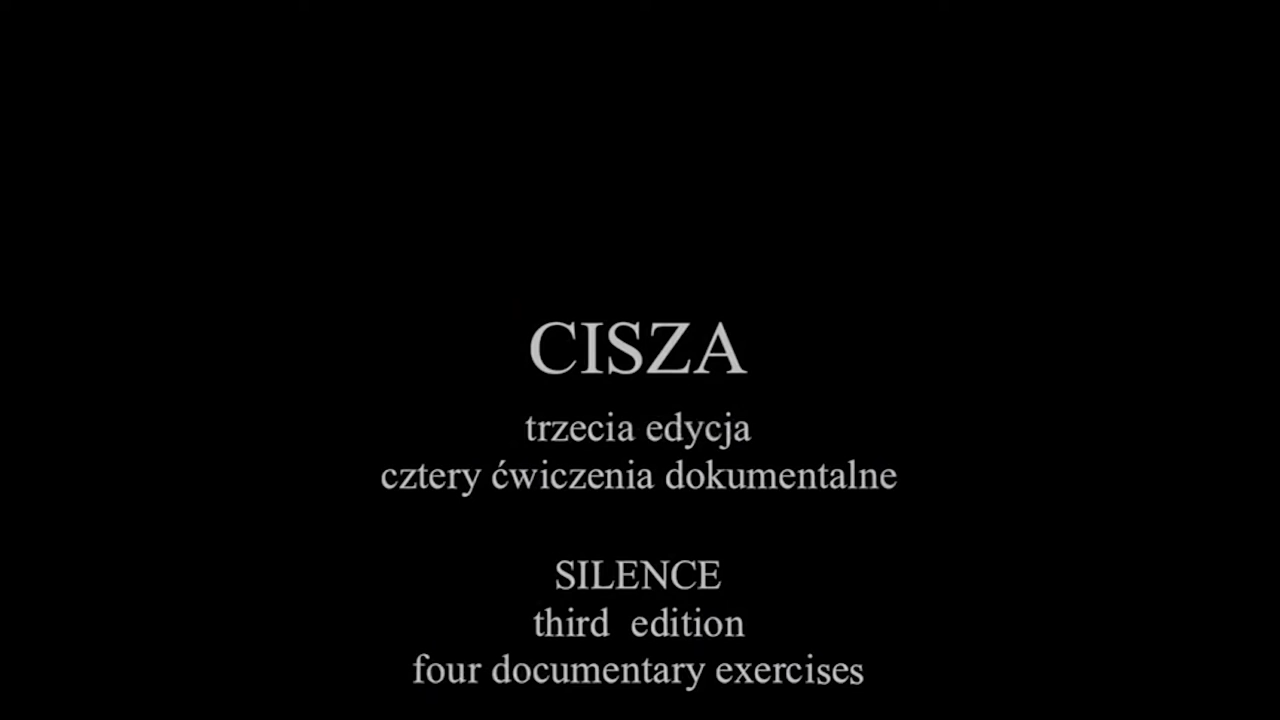 CISZA
trzecia edycja
cztery ćwiczenia dokumentalne
SILENCE
third edition
four documentary exercises